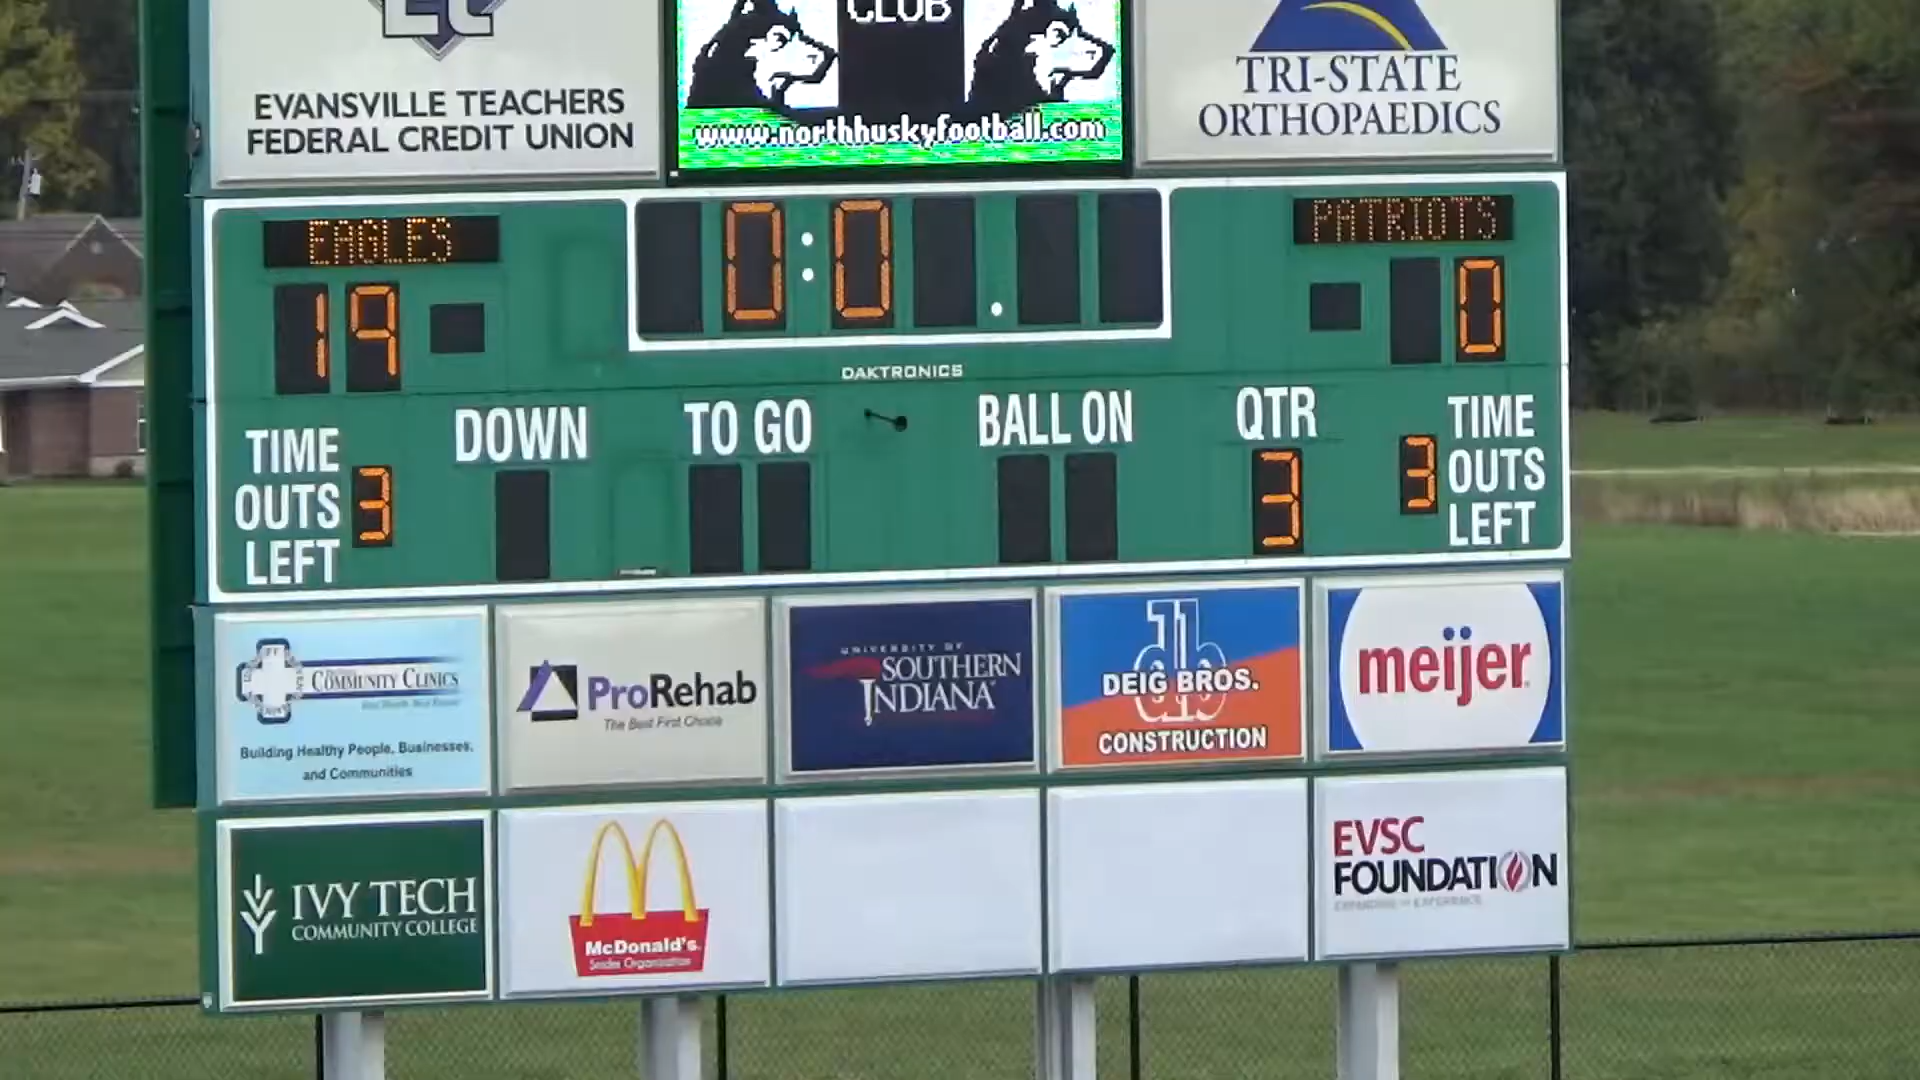 EC
CLUB
EVANSVILLE TEACHERS
FEDERAL CREDIT UNION
www.northhuskyfootball.com
TRI-STATE
ORTHOPAEDICS
EAGLES
0:0 .
PATRIOTS
19
0
DAKTRONICS
TIME
OUTS
LEFT
3
DOWN
TO GO
BALL ON
QTR
3
3
TIME
OUTS
LEFT
COMMUNITY CLINICS
Building Healthy People, Businesses,
and Communities
ProRehab
The Best First Choice
UNIVERSITY OF
SOUTHERN
INDIANA
db
DEIG BROS.
CONSTRUCTION
meijer
IVY TECH
COMMUNITY COLLEGE
McDonald's
Organization
EVSC
FOUNDATION